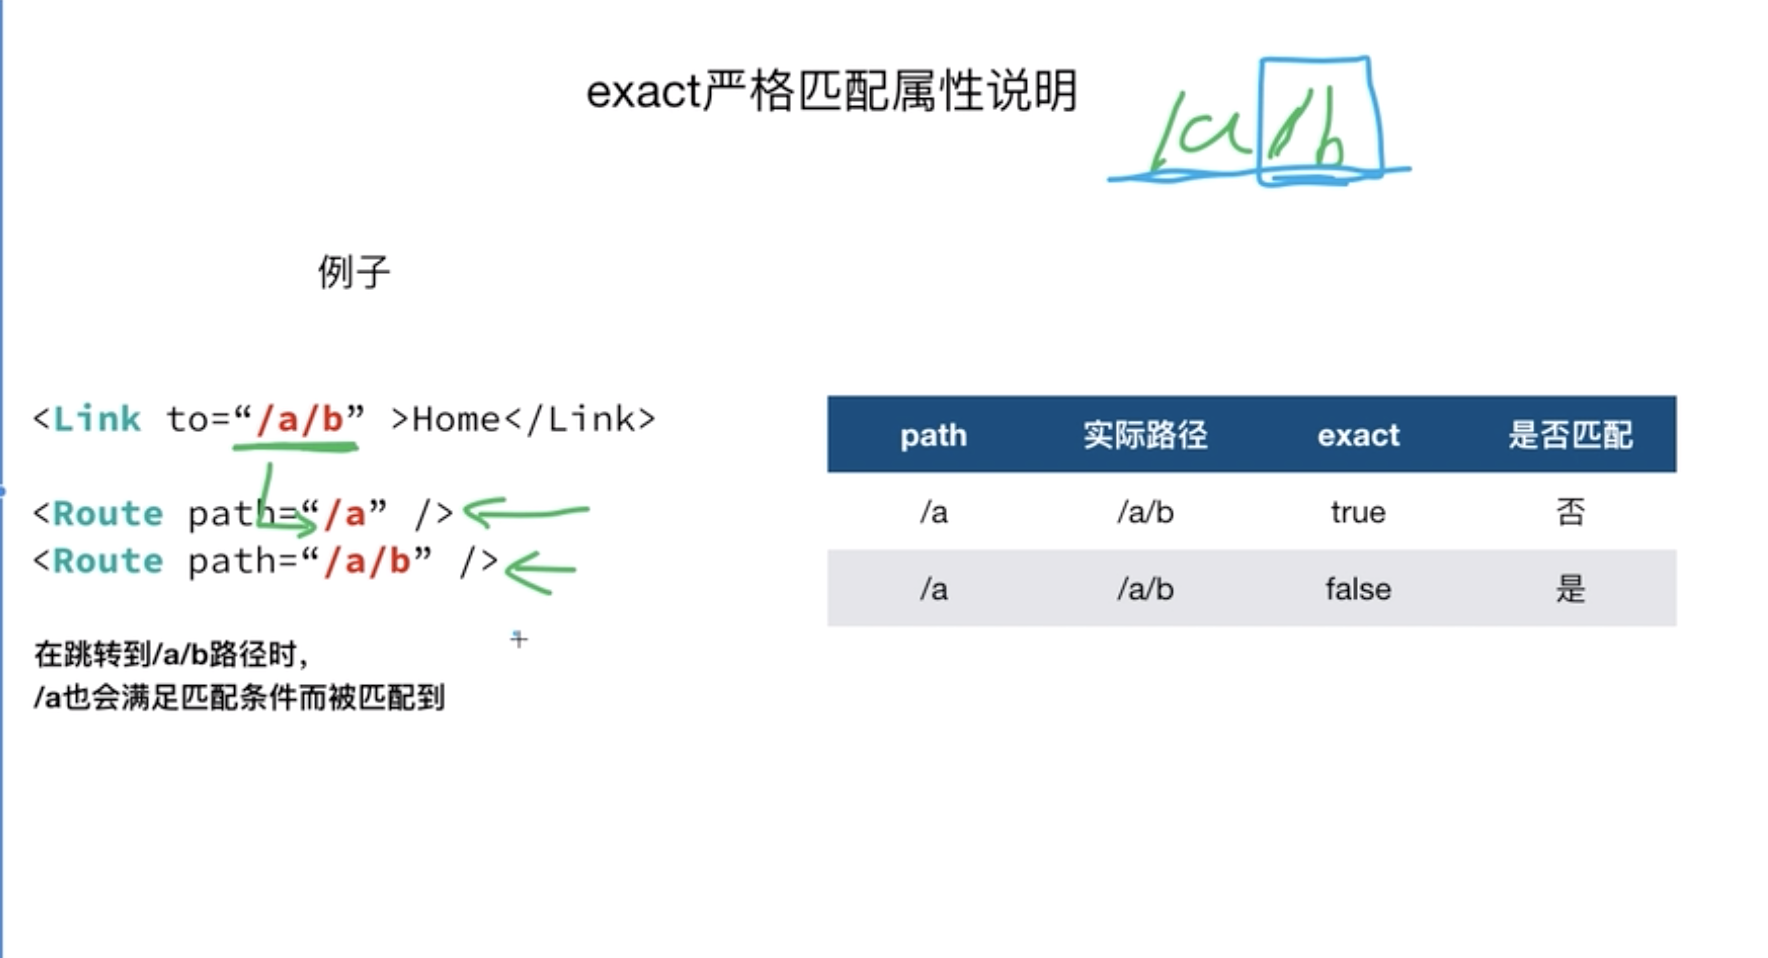 exact严格匹配属性说明
/a/b
例子
<Link to=“/a/b” >Home</Link>
<Route path=“/a” />
<Route path=“/a/b” />
在跳转到/a/b路径时，
/a也会满足匹配条件而被匹配到
path 实际路径 exact 是否匹配
/a /a/b true 否
/a /a/b false 是